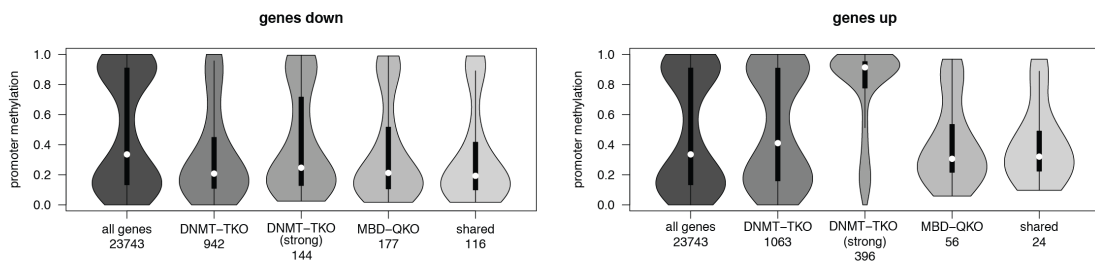 genes down
promoter methylation
1.0
0.8
0.6
0.4
0.2
0.0
all genes
23743
DNMT−TKO
942
DNMT−TKO
(strong)
144
MBD−QKO
177
shared
116
genes up
promoter methylation
1.0
0.8
0.6
0.4
0.2
0.0
all genes
23743
DNMT−TKO
1063
DNMT−TKO
(strong)
396
MBD−QKO
56
shared
24